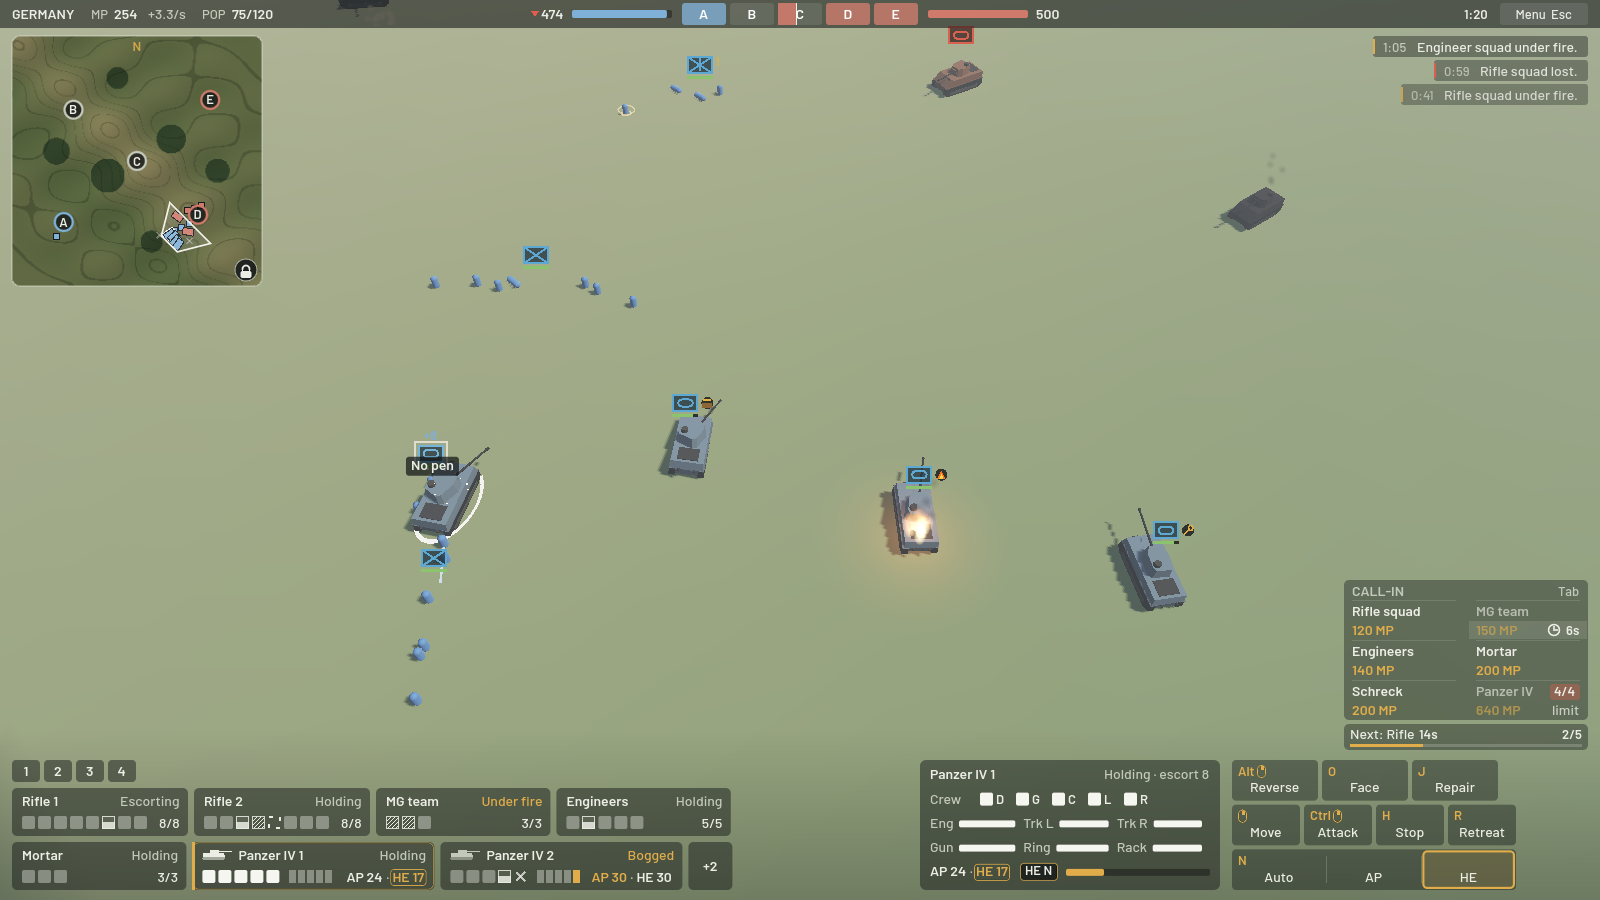 GERMANY MP 254 +3.3/s POP 75/120
474 A B C D E 500
1:20 Menu Esc
N
B
E
C
A
D
1:05 Engineer squad under fire.
0:59 Rifle squad lost.
0:41 Rifle squad under fire.
No pen
CALL-IN Tab
Rifle squad MG team
120 MP 150 MP 6s
Engineers Mortar
140 MP 200 MP
Schreck Panzer IV 4/4
200 MP 640 MP limit
Next: Rifle 14s 2/5
1 2 3 4
Rifle 1 Escorting
8/8
Rifle 2 Holding
8/8
MG team Under fire
3/3
Engineers Holding
5/5
Mortar Holding
3/3
Panzer IV 1 Holding
AP 24 · HE 17
Panzer IV 2 Bogged
AP 30 · HE 30
+2
Panzer IV 1 Holding · escort 8
Crew D G C L R
Eng Trk L Trk R
Gun Ring Rack
AP 24 · HE 17 HE N
Alt Reverse
O Face
J Repair
Move
Ctrl Attack
H Stop
R Retreat
N Auto
AP
HE